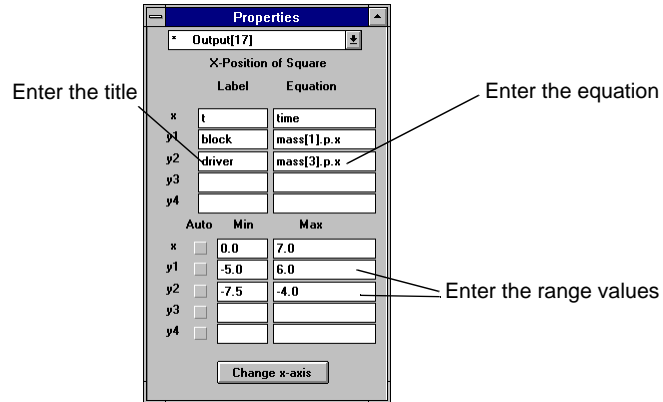 Properties
* Output[17]
X-Position of Square
Label Equation
Enter the title
Enter the equation
x t time
y1 block mass[1].p.x
y2 driver mass[3].p.x
y3
y4
Auto Min Max
x 0.0 7.0
y1 -5.0 6.0
y2 -7.5 -4.0
Enter the range values
y3
y4
Change x-axis